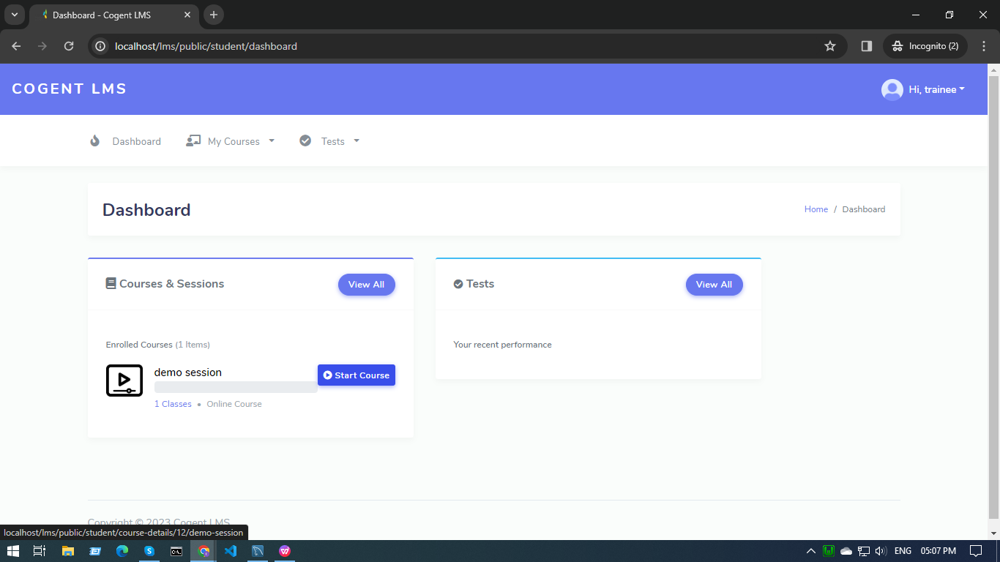 Dashboard - Cogent LMS
localhost/lms/public/student/dashboard
Incognito (2)
COGENT LMS
Hi, trainee
Dashboard
My Courses
Tests
Dashboard
Home / Dashboard
Courses & Sessions
View All
Tests
View All
Enrolled Courses (1 Items)
Your recent performance
demo session
Start Course
1 Classes • Online Course
Copyright © 2023 Cogent LMS
localhost/lms/public/student/course-details/12/demo-session
ENG
05:07 PM